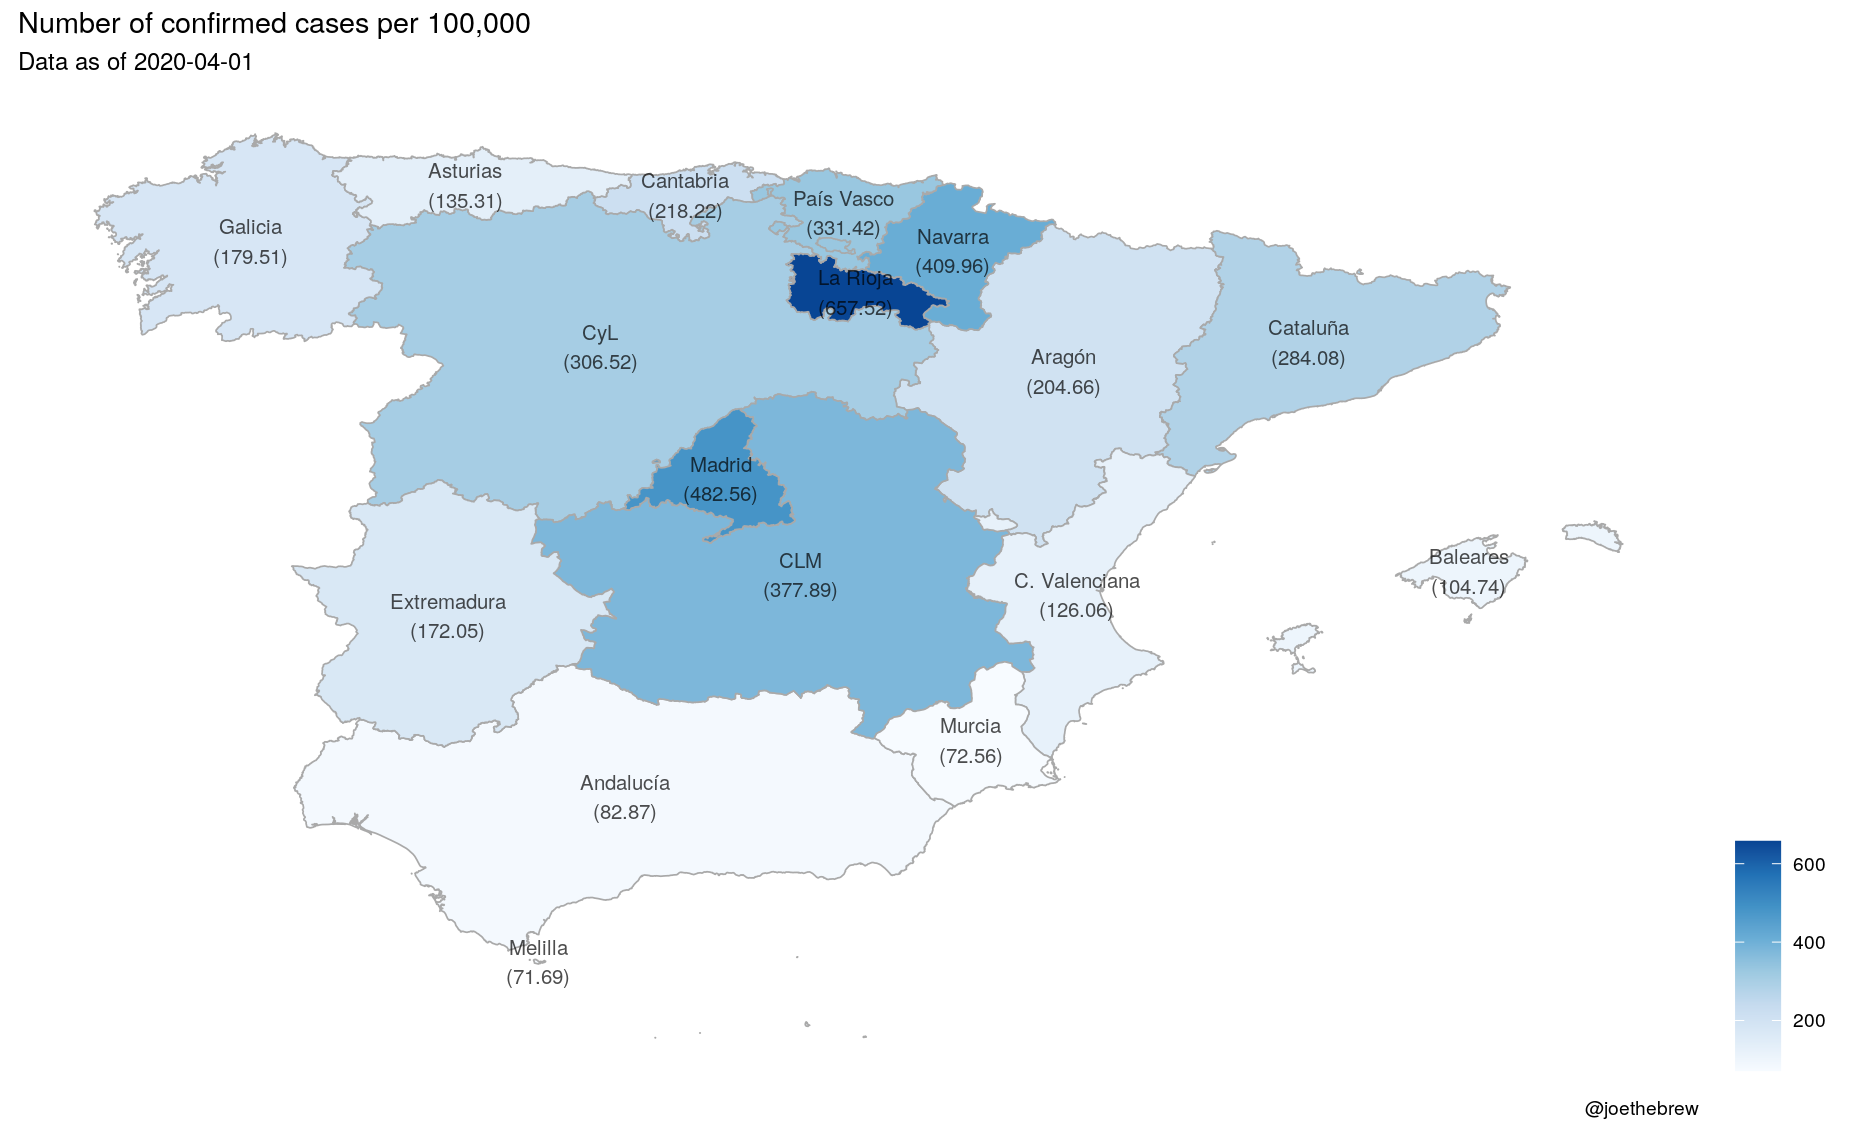 Number of confirmed cases per 100,000
Data as of 2020-04-01
Asturias
(135.31)
Cantabria
(218.22)
País Vasco
(331.42)
Galicia
(179.51)
Navarra
(409.96)
La Rioja
(657.52)
CyL
(306.52)
Aragón
(204.66)
Cataluña
(284.08)
Madrid
(482.56)
CLM
(377.89)
C. Valenciana
(126.06)
Baleares
(104.74)
Extremadura
(172.05)
Murcia
(72.56)
Andalucía
(82.87)
Melilla
(71.69)
600
400
200
@joethebrew